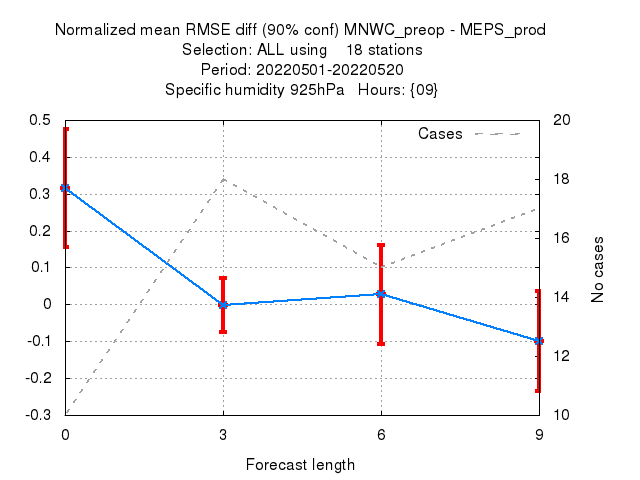 Normalized mean RMSE diff (90% conf) MNWC_preop - MEPS_prod
Selection: ALL using    18 stations
Period: 20220501-20220520
Specific humidity 925hPa   Hours: {09}
Cases
0.5
0.4
0.3
0.2
0.1
0
-0.1
-0.2
-0.3
20
18
16
14
12
10
No cases
0 3 6 9
Forecast length